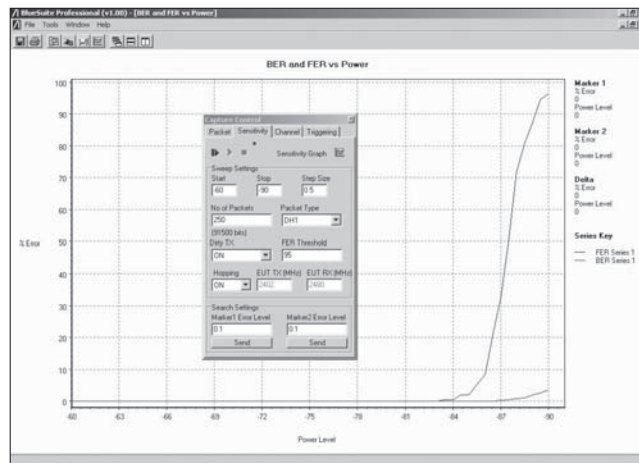 BlueSuite Professional (v1.00) - [BER and FER vs Power]
File Tools Window Help
BER and FER vs Power
100
90
80
70
60
50
40
30
20
10
0
% Error
-60 -63 -66 -69 -72 -75 -78 -81 -84 -87 -90
Power Level
Marker 1
% Error
0
Power Level
0
Marker 2
% Error
0
Power Level
0
Delta
% Error
0
Power Level
0
Series Key
FER Series 1
BER Series 1
Capture Control
Packet Sensitivity Channel Triggering
Sensitivity Graph
Sweep Settings
Start Stop Step Size
-60 -90 0.5
No of Packets Packet Type
250 DH1
(91500 bits)
Dirty TX FER Threshold
ON 95
Hopping EUT TX (MHz) EUT RX (MHz)
ON 2402 2480
Search Settings
Marker1 Error Level Marker2 Error Level
0.1 0.1
Send Send